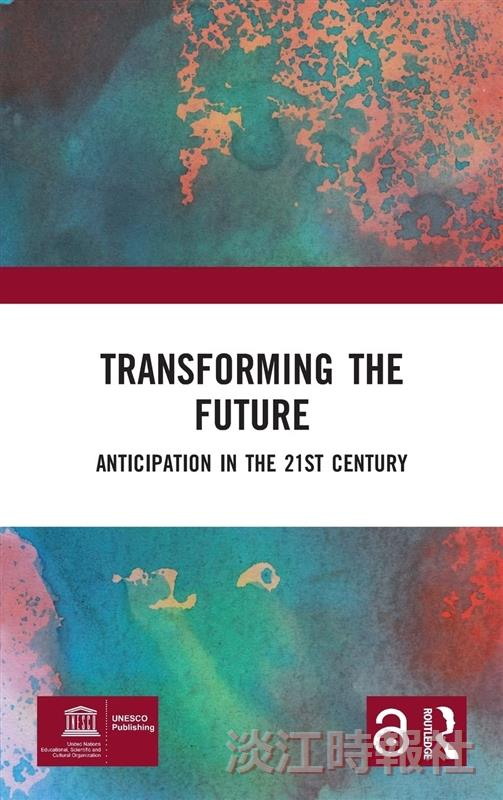 TRANSFORMING THE
FUTURE
ANTICIPATION IN THE 21ST CENTURY
UNESCO
United Nations
Educational, Scientific and
Cultural Organization
UNESCO
Publishing
ROUTLEDGE
淡江時報社